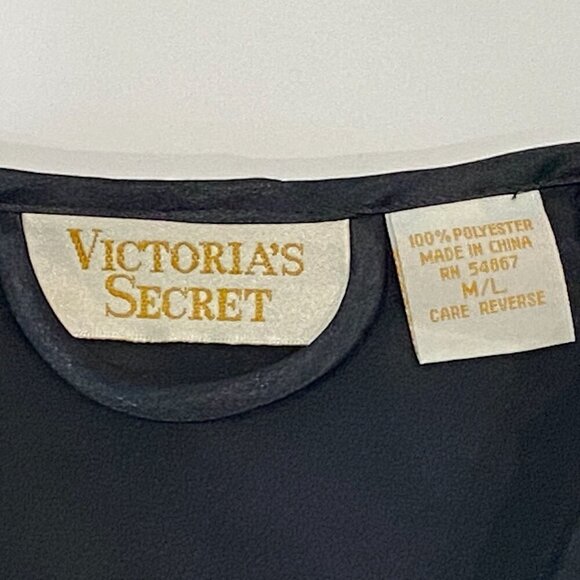 VICTORIA'S
SECRET
100% POLYESTER
MADE IN CHINA
RN 54867
M/L
CARE REVERSE